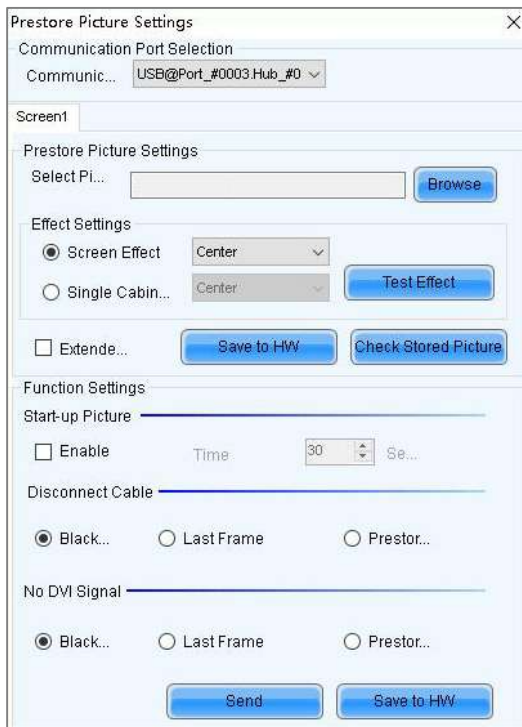 Prestore Picture Settings
Communication Port Selection
Communic... USB@Port_#0003.Hub_#0
Screen1
Prestore Picture Settings
Select Pi... Browse
Effect Settings
Screen Effect Center
Single Cabin... Center Test Effect
Extende... Save to HW Check Stored Picture
Function Settings
Start-up Picture
Enable Time 30 Se...
Disconnect Cable
Black... Last Frame Prestor...
No DVI Signal
Black... Last Frame Prestor...
Send Save to HW